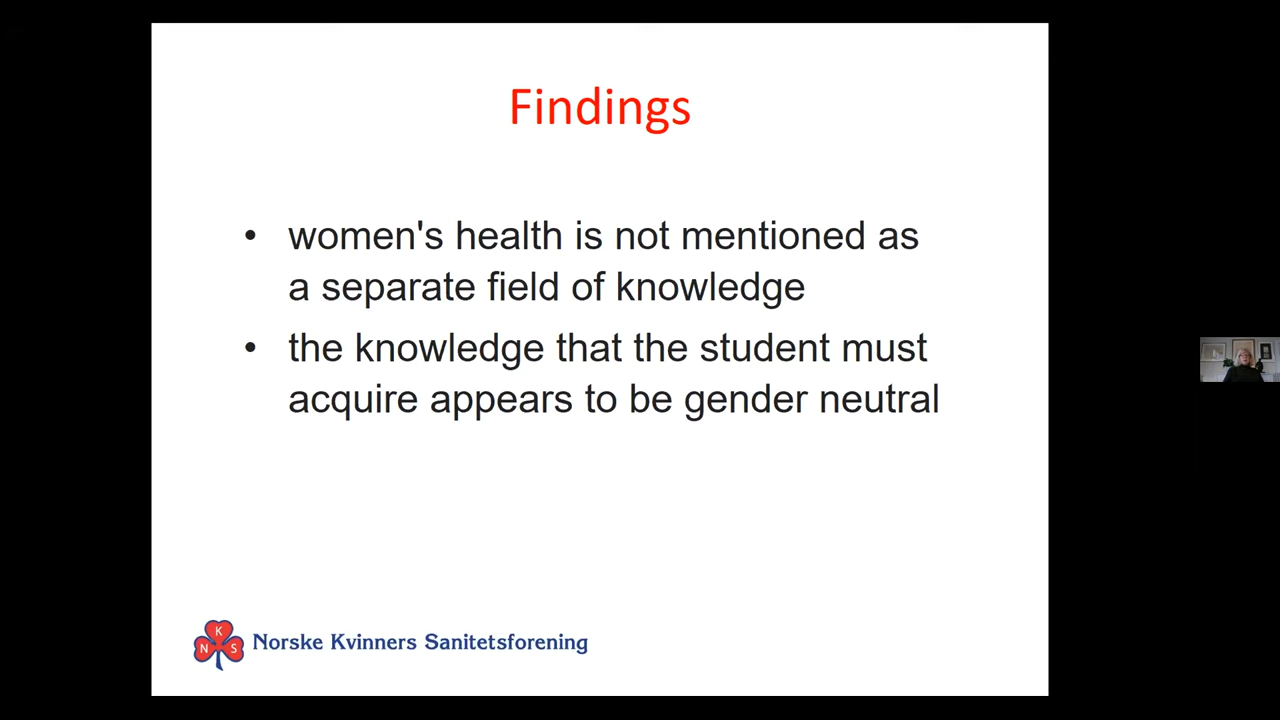 Findings
• women's health is not mentioned as
a separate field of knowledge
• the knowledge that the student must
acquire appears to be gender neutral
K
N S
Norske Kvinners Sanitetsforening